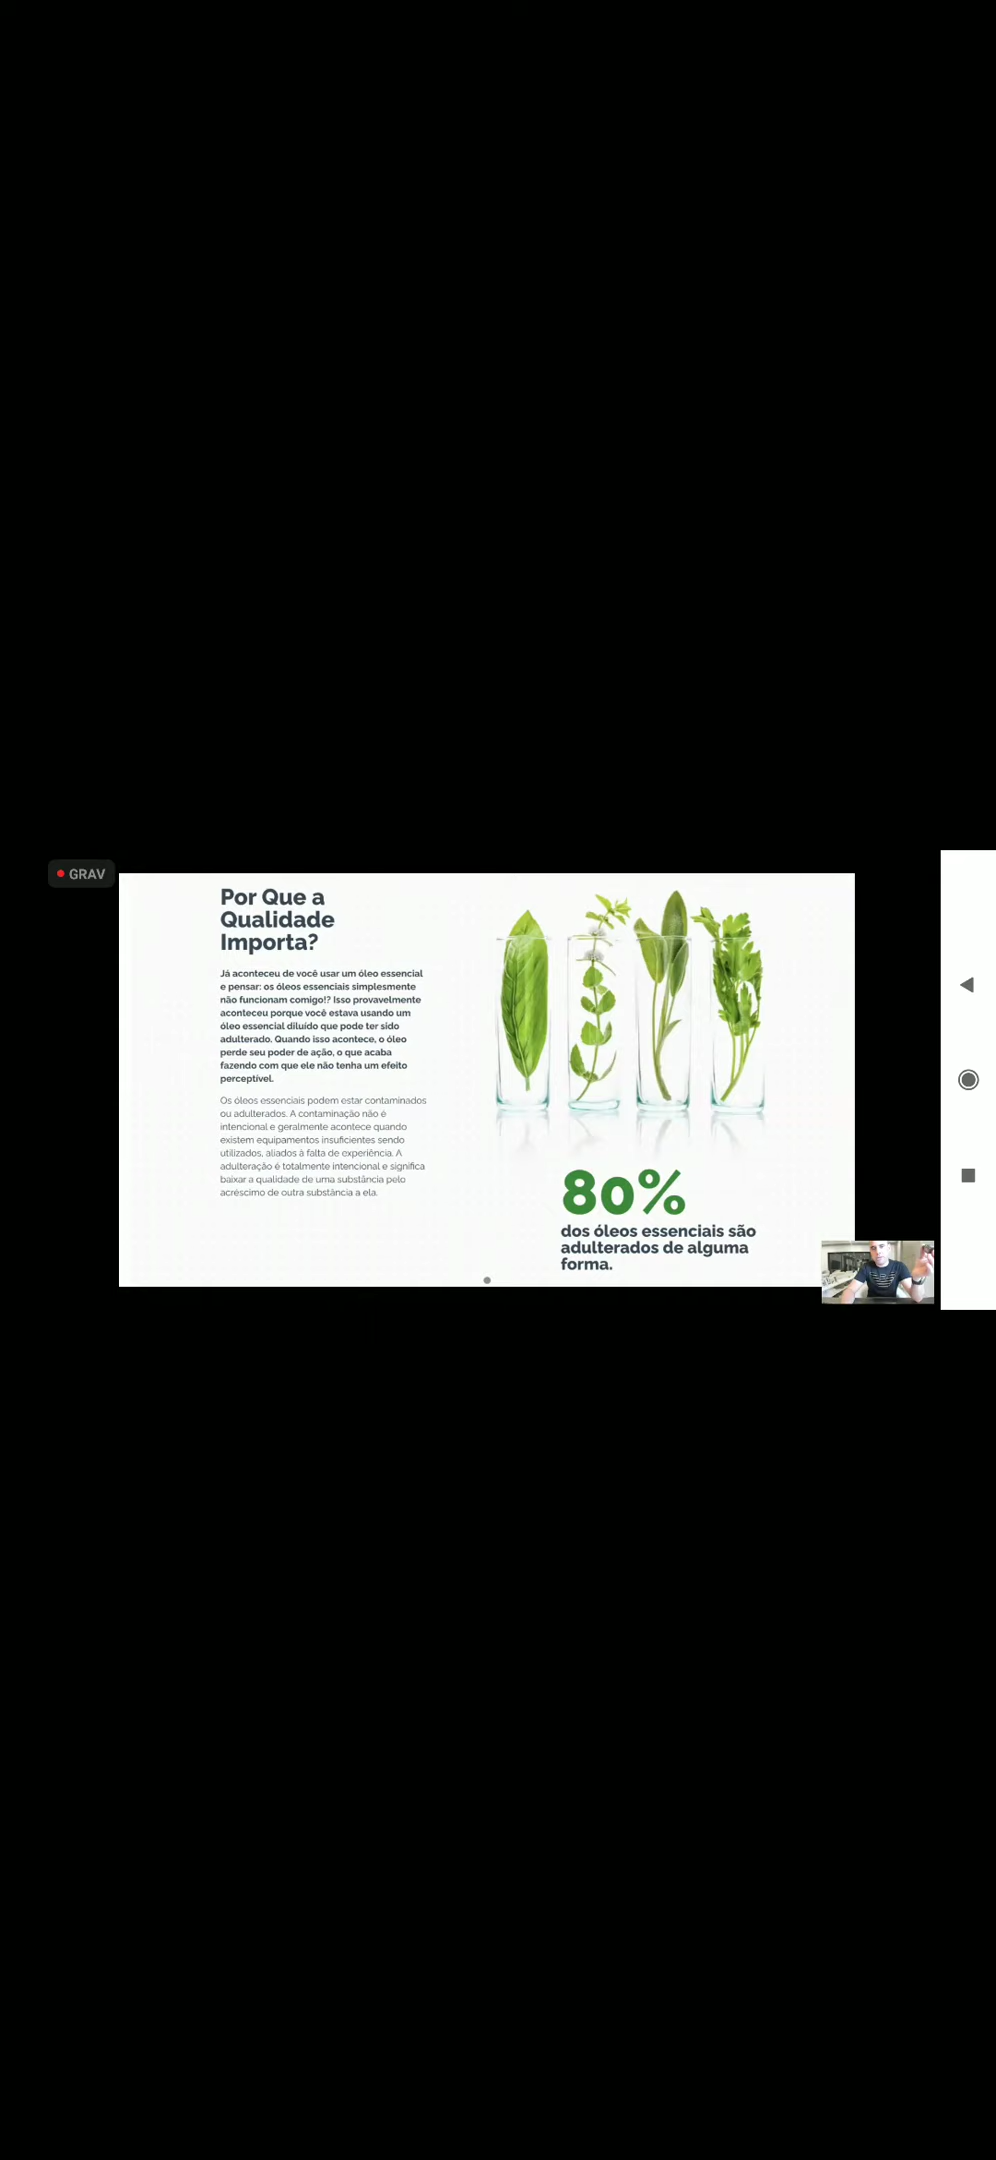 GRAV
Por Que a
Qualidade
Importa?
Já aconteceu de você usar um óleo essencial
e pensar: os óleos essenciais simplesmente
não funcionam comigo!? Isso provavelmente
aconteceu porque você estava usando um
óleo essencial diluído que pode ter sido
adulterado. Quando isso acontece, o óleo
perde seu poder de ação, o que acaba
fazendo com que ele não tenha um efeito
perceptível.
Os óleos essenciais podem estar contaminados
ou adulterados. A contaminação não é
intencional e geralmente acontece quando
existem equipamentos insuficientes sendo
utilizados, aliados à falta de experiência. A
adulteração é totalmente intencional e significa
baixar a qualidade de uma substância pelo
acréscimo de outra substância a ela.
80%
dos óleos essenciais são
adulterados de alguma
forma.